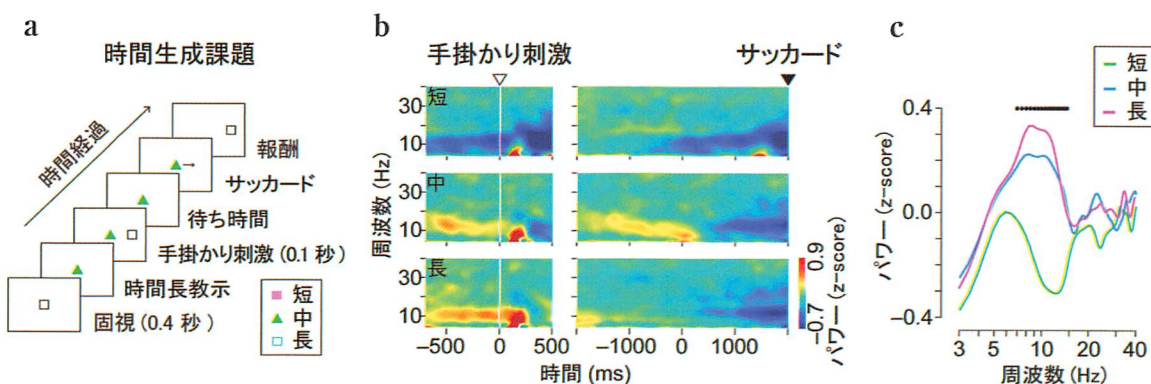 a
時間生成課題
時間経過
報酬
サッカード
待ち時間
手掛かり刺激 (0.1 秒)
時間長教示
固視 (0.4 秒)
短
中
長
b
手掛かり刺激
サッカード
短
中
長
30
10
30
10
30
10
周波数 (Hz)
-500
0
500
-1000
0
1000
時間 (ms)
0.9
-0.7
パワー (z-score)
c
短
中
長
0.4
0.0
-0.4
パワー (z-score)
3
5
10
20
40
周波数 (Hz)